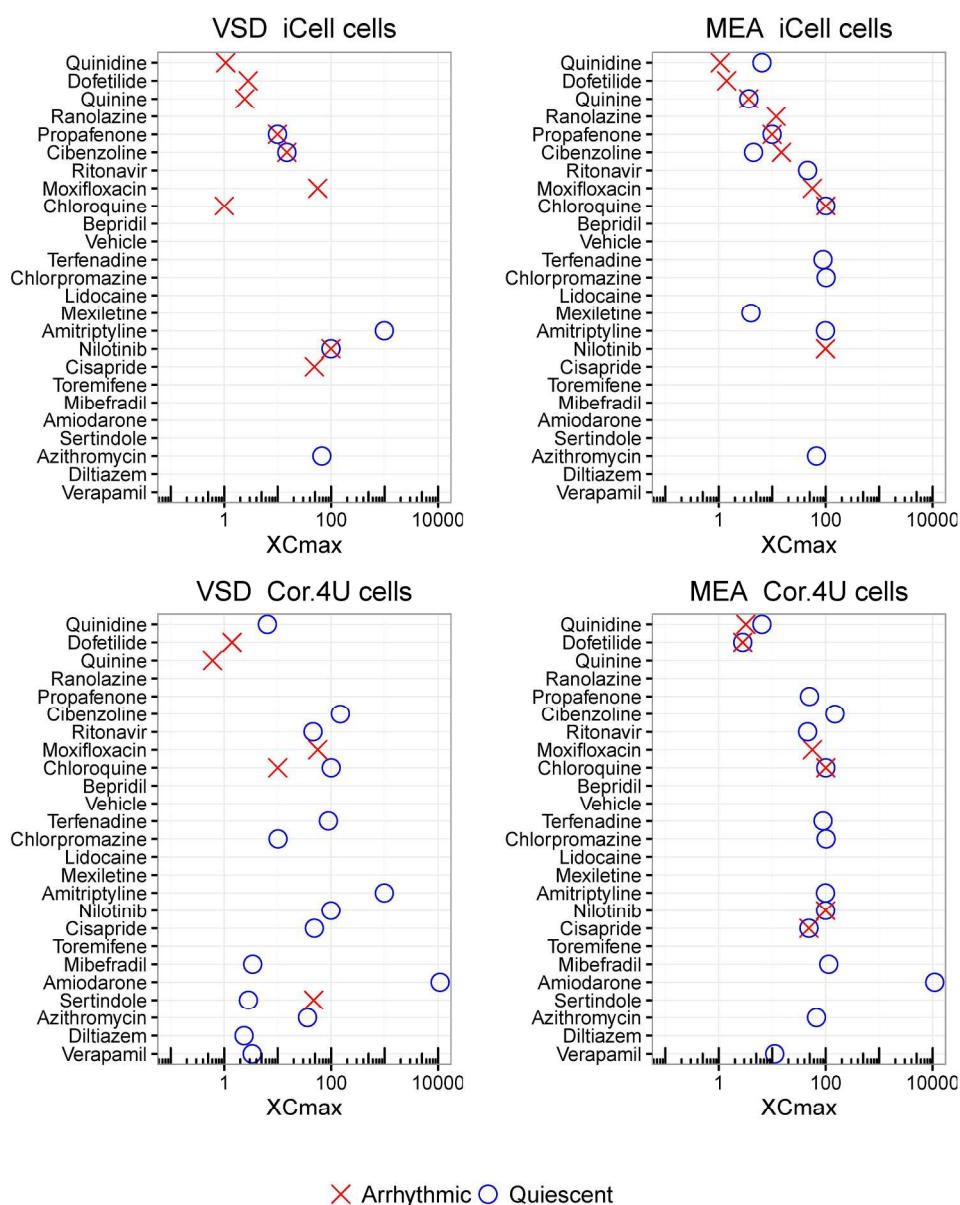 VSD iCell cells
Quinidine
Dofetilide
Quinine
Ranolazine
Propafenone
Cibenzoline
Ritonavir
Moxifloxacin
Chloroquine
Bepridil
Vehicle
Terfenadine
Chlorpromazine
Lidocaine
Mexiletine
Amitriptyline
Nilotinib
Cisapride
Toremifene
Mibefradil
Amiodarone
Sertindole
Azithromycin
Diltiazem
Verapamil
1 100 10000
XCmax
MEA iCell cells
Quinidine
Dofetilide
Quinine
Ranolazine
Propafenone
Cibenzoline
Ritonavir
Moxifloxacin
Chloroquine
Bepridil
Vehicle
Terfenadine
Chlorpromazine
Lidocaine
Mexiletine
Amitriptyline
Nilotinib
Cisapride
Toremifene
Mibefradil
Amiodarone
Sertindole
Azithromycin
Diltiazem
Verapamil
1 100 10000
XCmax
VSD Cor.4U cells
Quinidine
Dofetilide
Quinine
Ranolazine
Propafenone
Cibenzoline
Ritonavir
Moxifloxacin
Chloroquine
Bepridil
Vehicle
Terfenadine
Chlorpromazine
Lidocaine
Mexiletine
Amitriptyline
Nilotinib
Cisapride
Toremifene
Mibefradil
Amiodarone
Sertindole
Azithromycin
Diltiazem
Verapamil
1 100 10000
XCmax
MEA Cor.4U cells
Quinidine
Dofetilide
Quinine
Ranolazine
Propafenone
Cibenzoline
Ritonavir
Moxifloxacin
Chloroquine
Bepridil
Vehicle
Terfenadine
Chlorpromazine
Lidocaine
Mexiletine
Amitriptyline
Nilotinib
Cisapride
Toremifene
Mibefradil
Amiodarone
Sertindole
Azithromycin
Diltiazem
Verapamil
1 100 10000
XCmax
Arrhythmic Quiescent